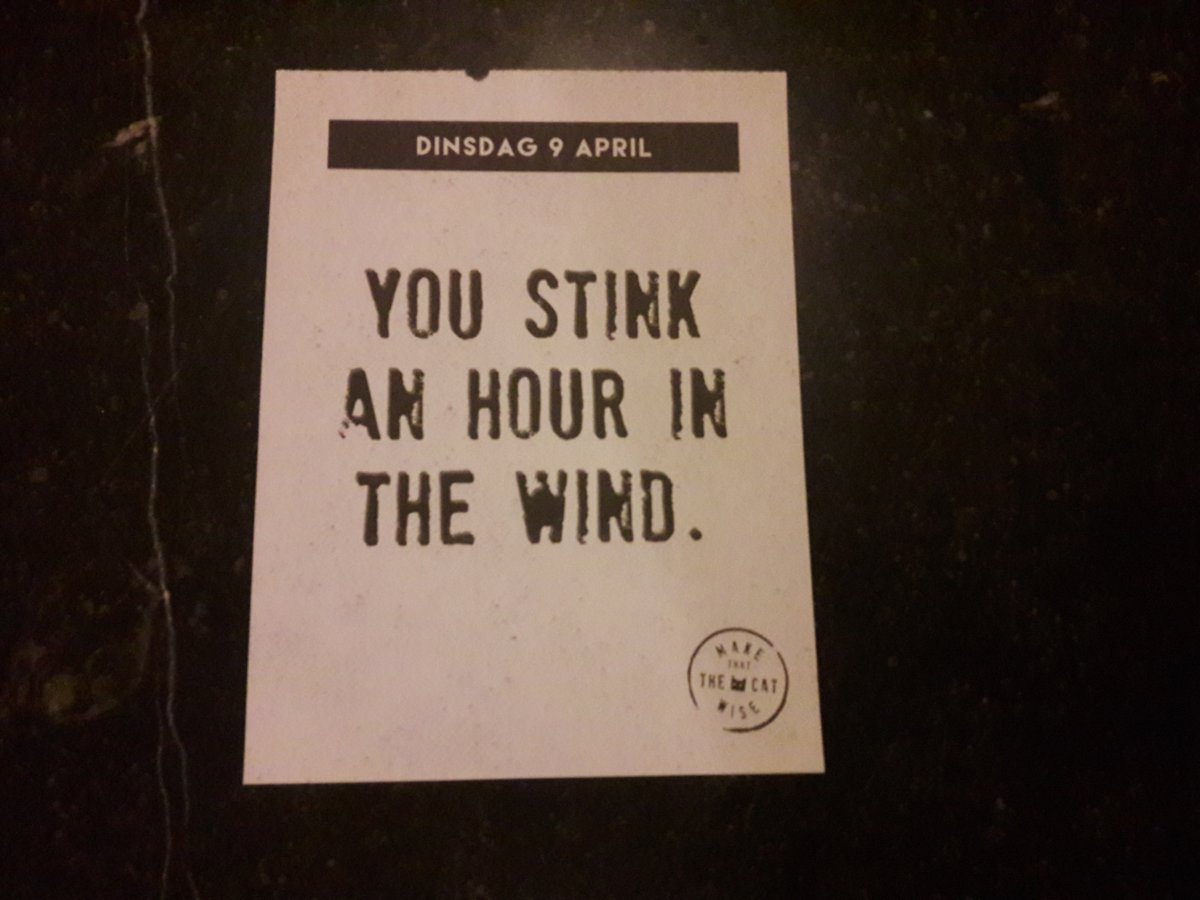 DINSDAG 9 APRIL
YOU STINK
AN HOUR IN
THE WIND.
MAKE
THAT
THE CAT
WISE